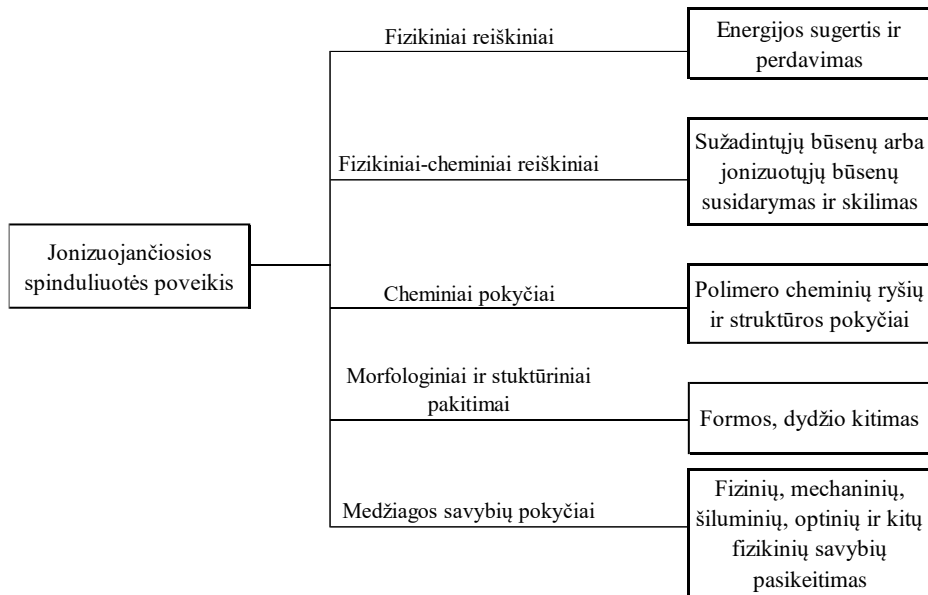 Fizikiniai reiškiniai
Energijos sugertis ir
perdavimas
Fizikiniai-cheminiai reiškiniai
Sužadintųjų būsenų arba
jonizuotųjų būsenų
susidarymas ir skilimas
Jonizuojančiosios
spinduliuotės poveikis
Cheminiai pokyčiai
Polimero cheminių ryšių
ir struktūros pokyčiai
Morfologiniai ir stuktūriniai
pakitimai
Formos, dydžio kitimas
Medžiagos savybių pokyčiai
Fizinių, mechaninių,
šiluminių, optinių ir kitų
fizikinių savybių
pasikeitimas